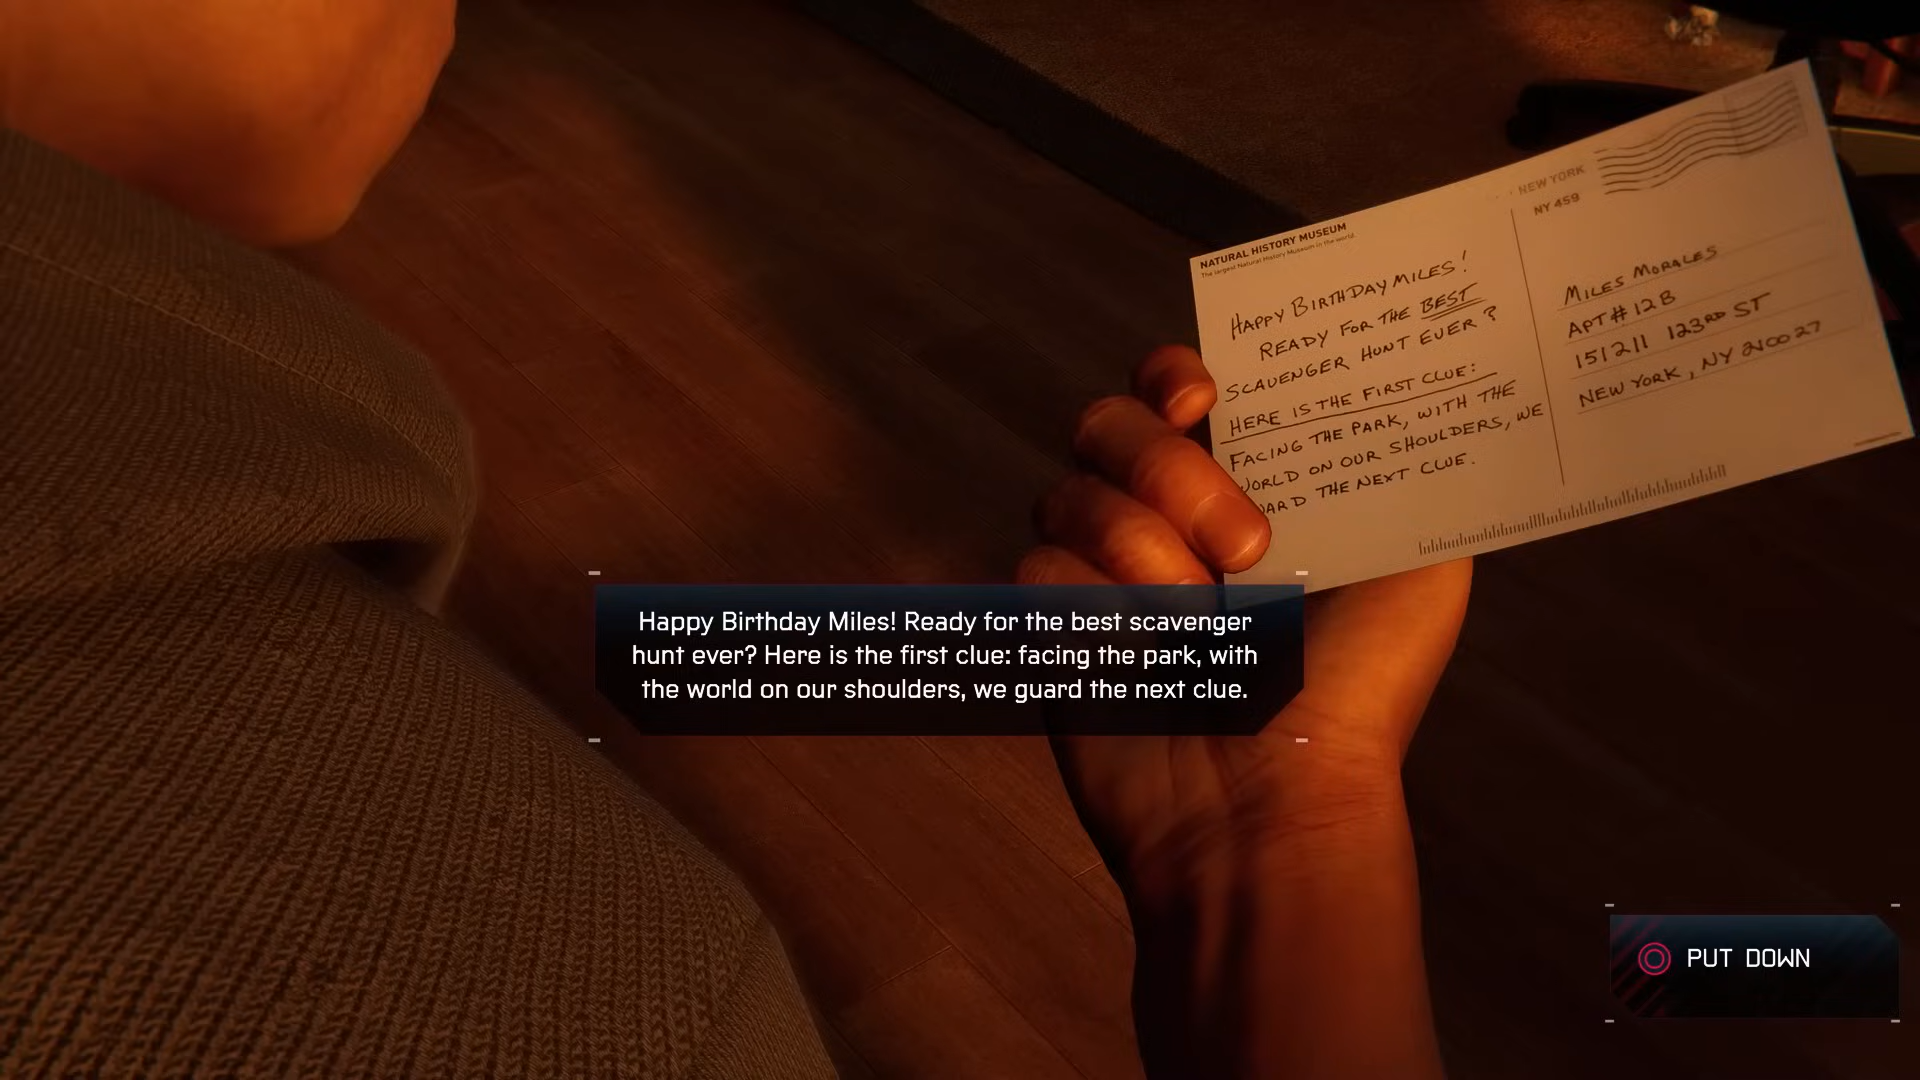 NATURAL HISTORY MUSEUM
The largest Natural History Museum in the world
HAPPY BIRTHDAY MILES!
READY FOR THE BEST
SCAVENGER HUNT EVER?
HERE IS THE FIRST CLUE:
FACING THE PARK, WITH THE
WORLD ON OUR SHOULDERS, WE
THE NEXT CLUE.
NEW YORK
NY 459
MILES MORALES
APT# 12B
151211 123RD ST
NEW YORK, NY 210027
Happy Birthday Miles! Ready for the best scavenger
hunt ever? Here is the first clue: facing the park, with
the world on our shoulders, we guard the next clue.
PUT DOWN